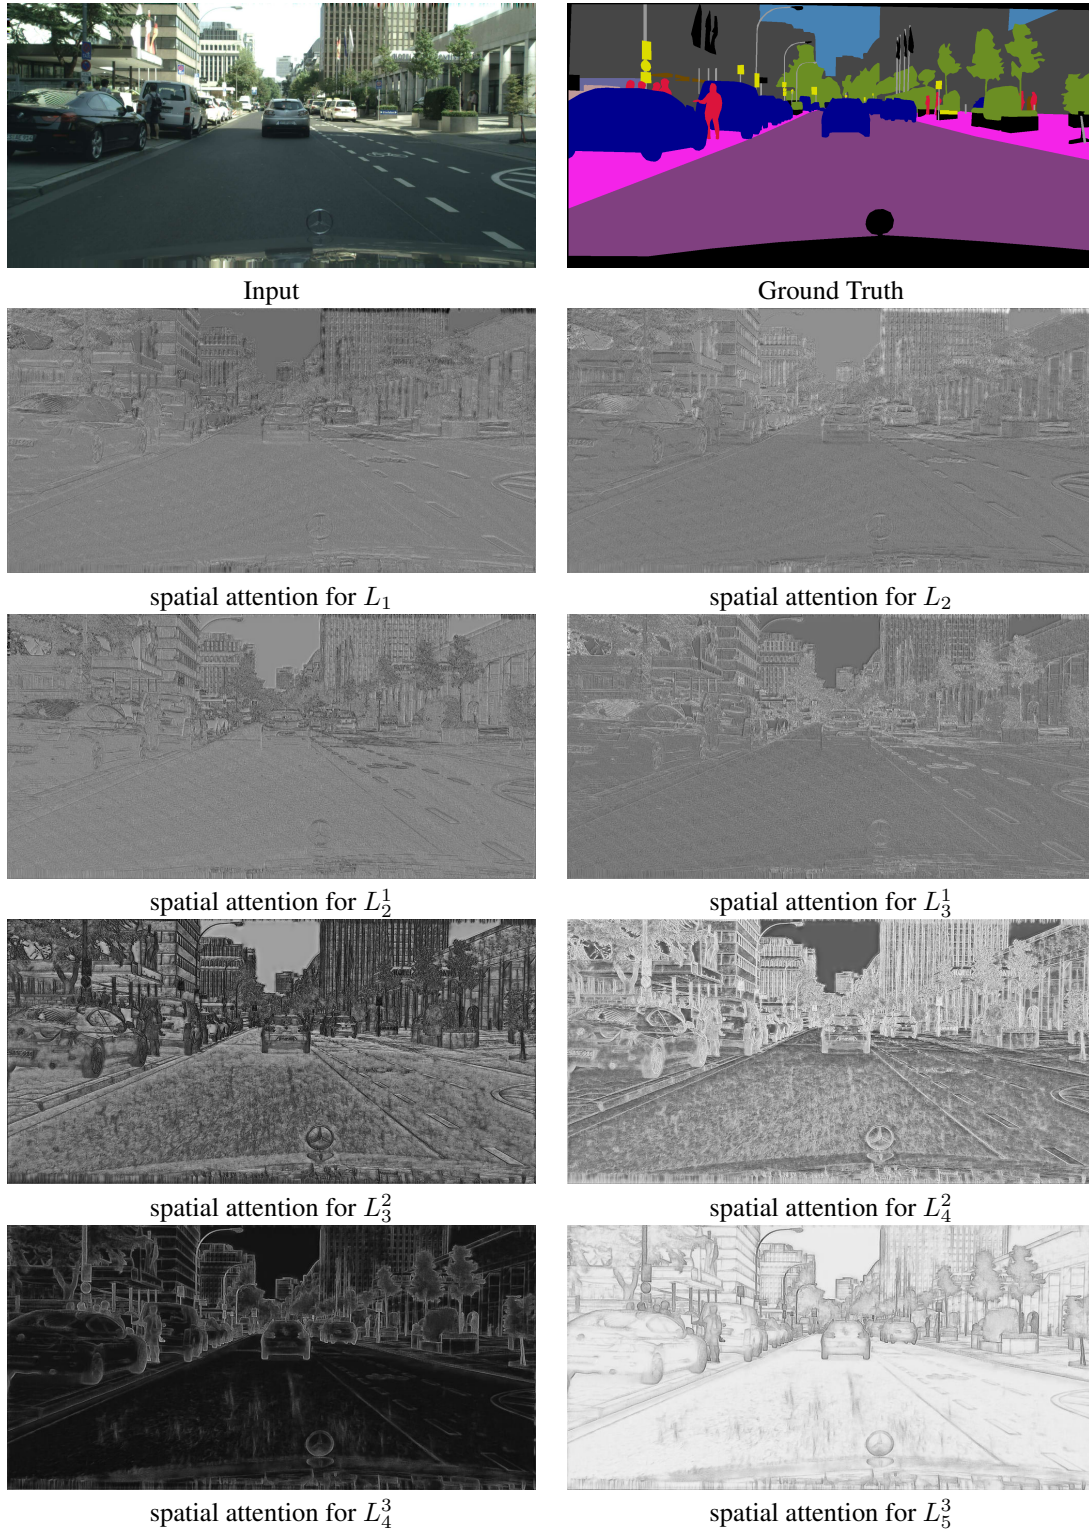 Input
Ground Truth
spatial attention for $L_1$
spatial attention for $L_2$
spatial attention for $L_2^1$
spatial attention for $L_3^1$
spatial attention for $L_3^2$
spatial attention for $L_4^2$
spatial attention for $L_4^3$
spatial attention for $L_5^3$